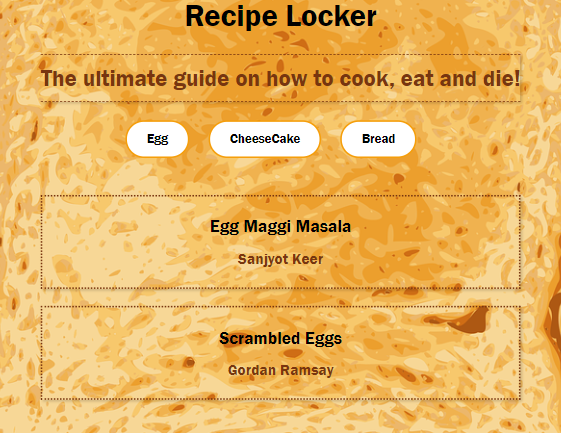 Recipe Locker
The ultimate guide on how to cook, eat and die!
Egg CheeseCake Bread
Egg Maggi Masala
Sanjyot Keer
Scrambled Eggs
Gordan Ramsay